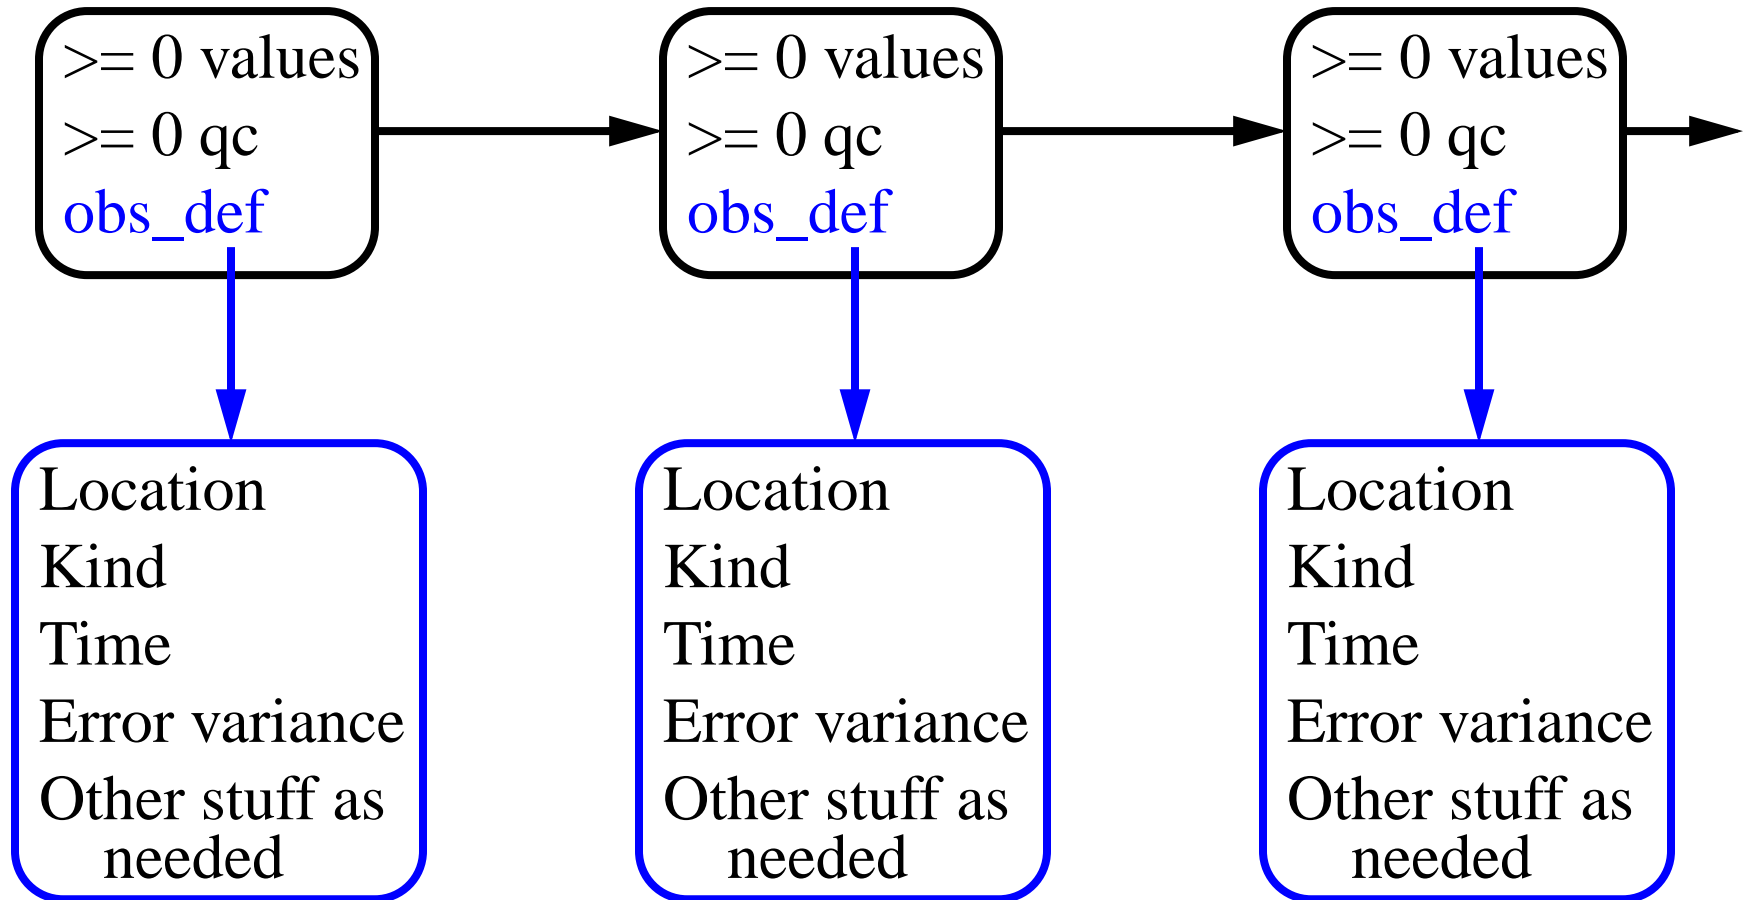 >= 0 values
>= 0 qc
obs_def
>= 0 values
>= 0 qc
obs_def
>= 0 values
>= 0 qc
obs_def
Location
Kind
Time
Error variance
Other stuff as
needed
Location
Kind
Time
Error variance
Other stuff as
needed
Location
Kind
Time
Error variance
Other stuff as
needed